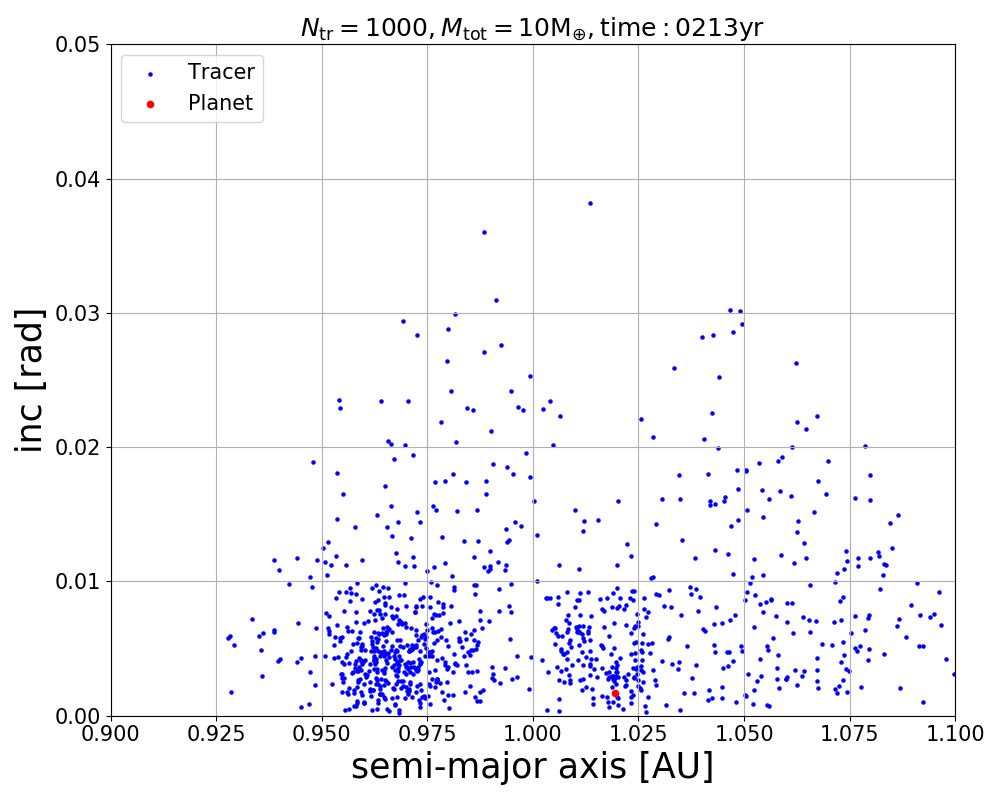 N_tr = 1000, M_tot = 10M_⊕, time : 0213yr
Tracer
Planet
0.05
0.04
0.03
0.02
0.01
0.00
inc [rad]
0.900 0.925 0.950 0.975 1.000 1.025 1.050 1.075 1.100
semi-major axis [AU]